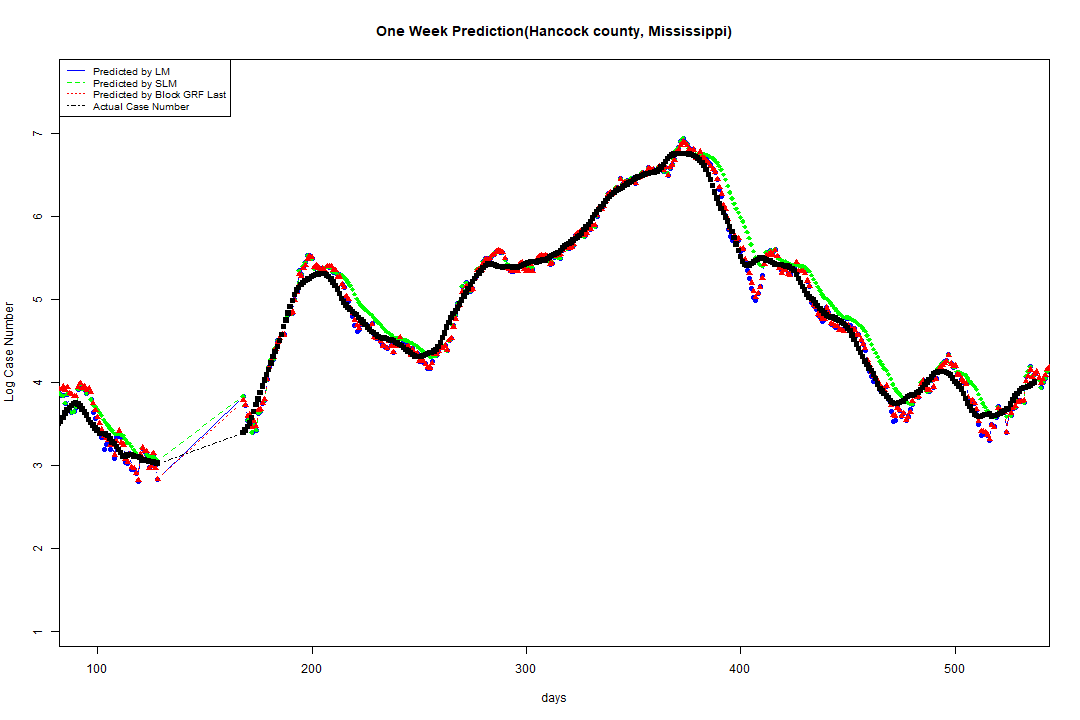 One Week Prediction(Hancock county, Mississippi)
Predicted by LM
Predicted by SLM
Predicted by Block GRF Last
Actual Case Number
7
6
5
4
3
2
1
Log Case Number
100 200 300 400 500
days